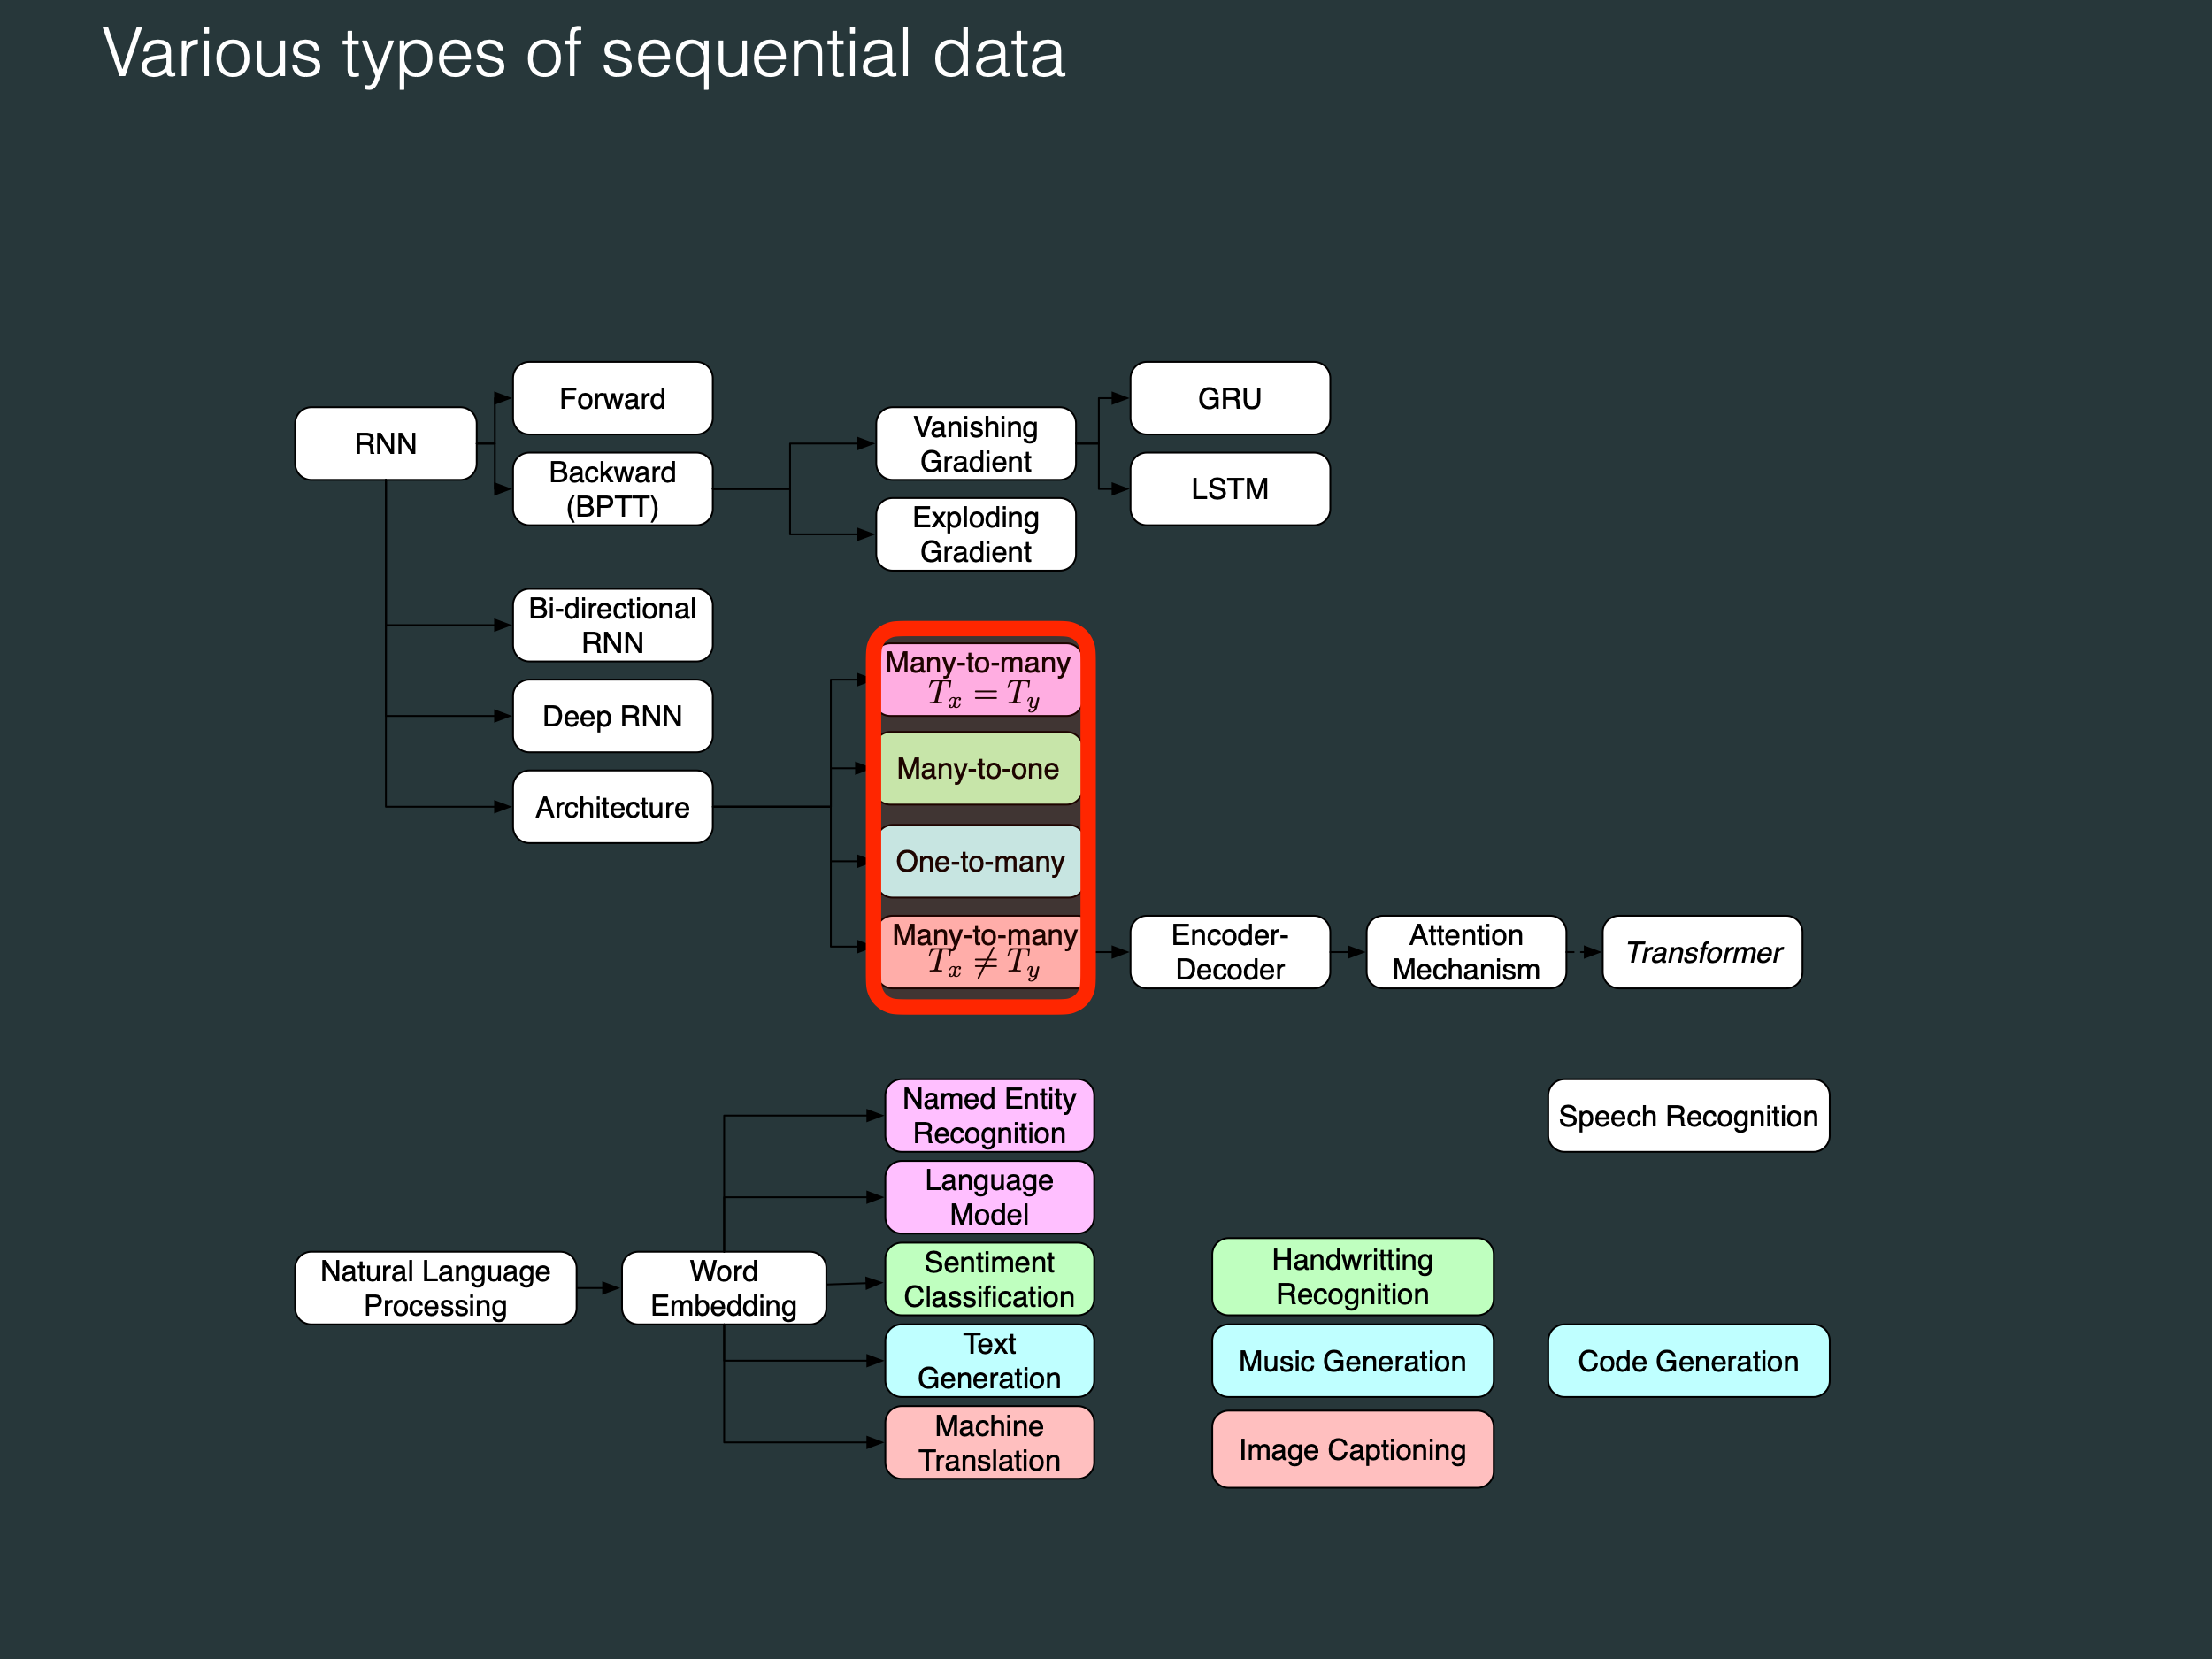 Various types of sequential data
RNN
Forward
Backward
(BPTT)
Vanishing
Gradient
Exploding
Gradient
GRU
LSTM
Bi-directional
RNN
Deep RNN
Architecture
Many-to-many
T_x = T_y
Many-to-one
One-to-many
Many-to-many
T_x ≠ T_y
Encoder-
Decoder
Attention
Mechanism
Transformer
Natural Language
Processing
Word
Embedding
Named Entity
Recognition
Language
Model
Sentiment
Classification
Text
Generation
Machine
Translation
Speech Recognition
Handwritting
Recognition
Music Generation
Code Generation
Image Captioning